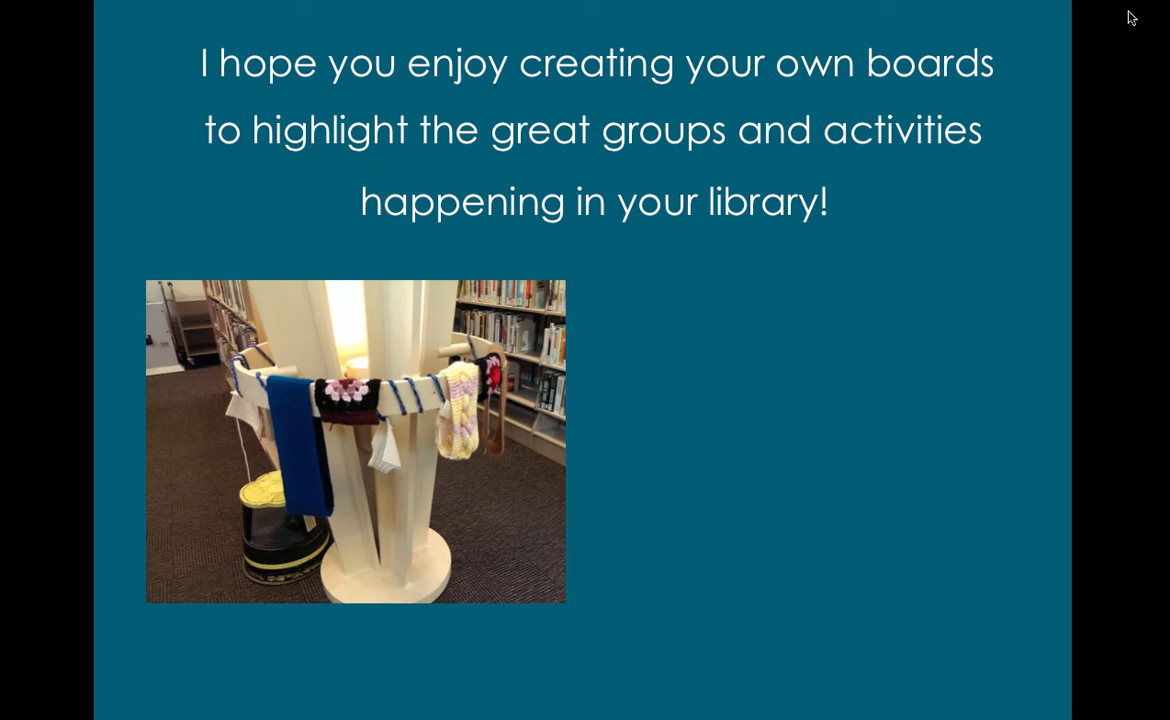 I hope you enjoy creating your own boards
to highlight the great groups and activities
happening in your library!